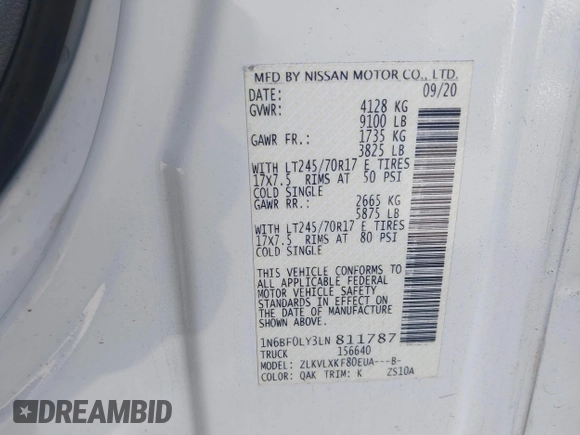 MFD BY NISSAN MOTOR CO., LTD.
DATE: 09/20
GVWR: 4128 KG
9100 LB
GAWR FR.: 1735 KG
3825 LB
WITH LT245/70R17 E TIRES
17X7.5 RIMS AT 50 PSI
COLD SINGLE
GAWR RR.: 2665 KG
5875 LB
WITH LT245/70R17 E TIRES
17X7.5 RIMS AT 80 PSI
COLD SINGLE
THIS VEHICLE CONFORMS TO
ALL APPLICABLE FEDERAL
MOTOR VEHICLE SAFETY
STANDARDS IN EFFECT ON
THE DATE OF MANUFACTURE
SHOWN ABOVE.
1N6BF0LY3LN 811787
TRUCK 156640
MODEL: ZLKVLXKF80EUA---B-
COLOR: QAK TRIM: K ZS10A
DREAMBID